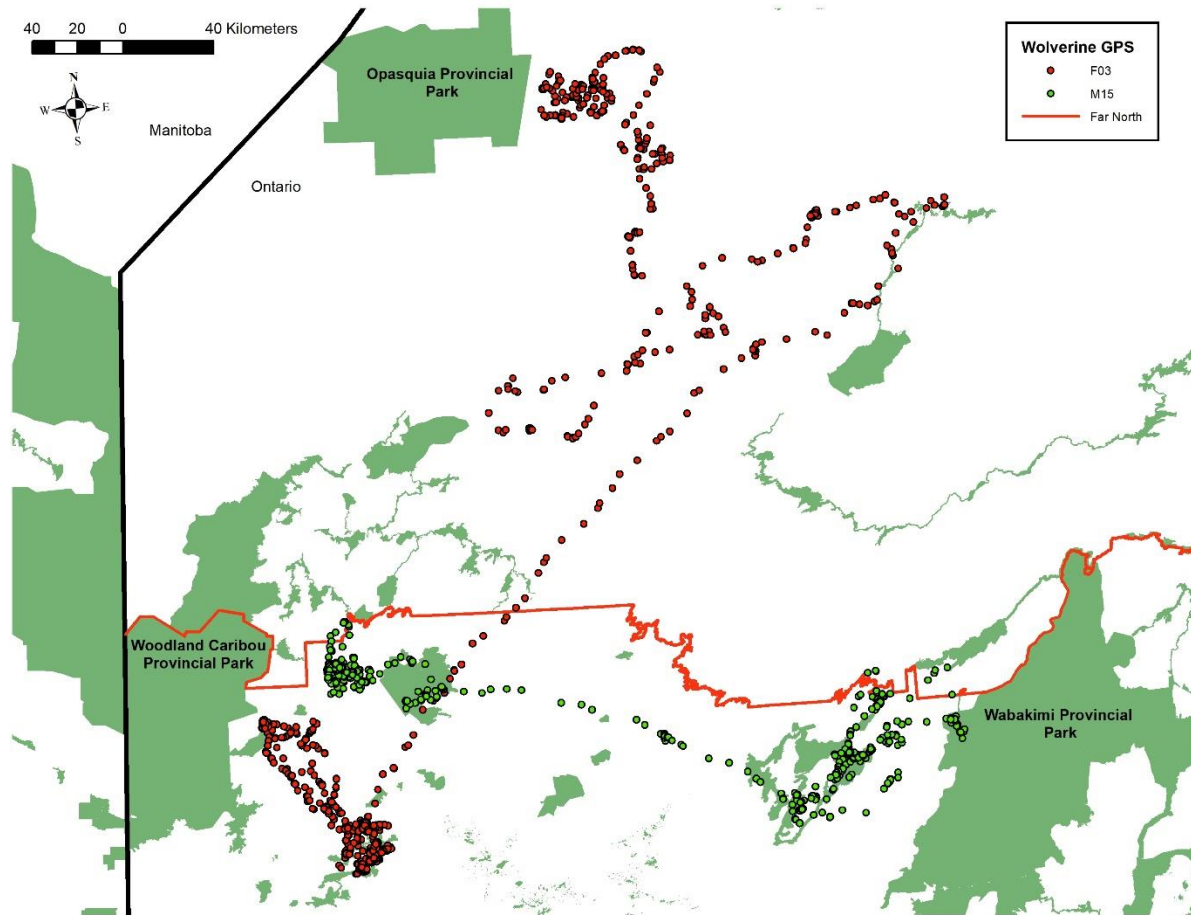 40 20 0 40 Kilometers
N
W E
S
Manitoba
Ontario
Opasquia Provincial
Park
Wolverine GPS
F03
M15
Far North
Woodland Caribou
Provincial Park
Wabakimi Provincial
Park